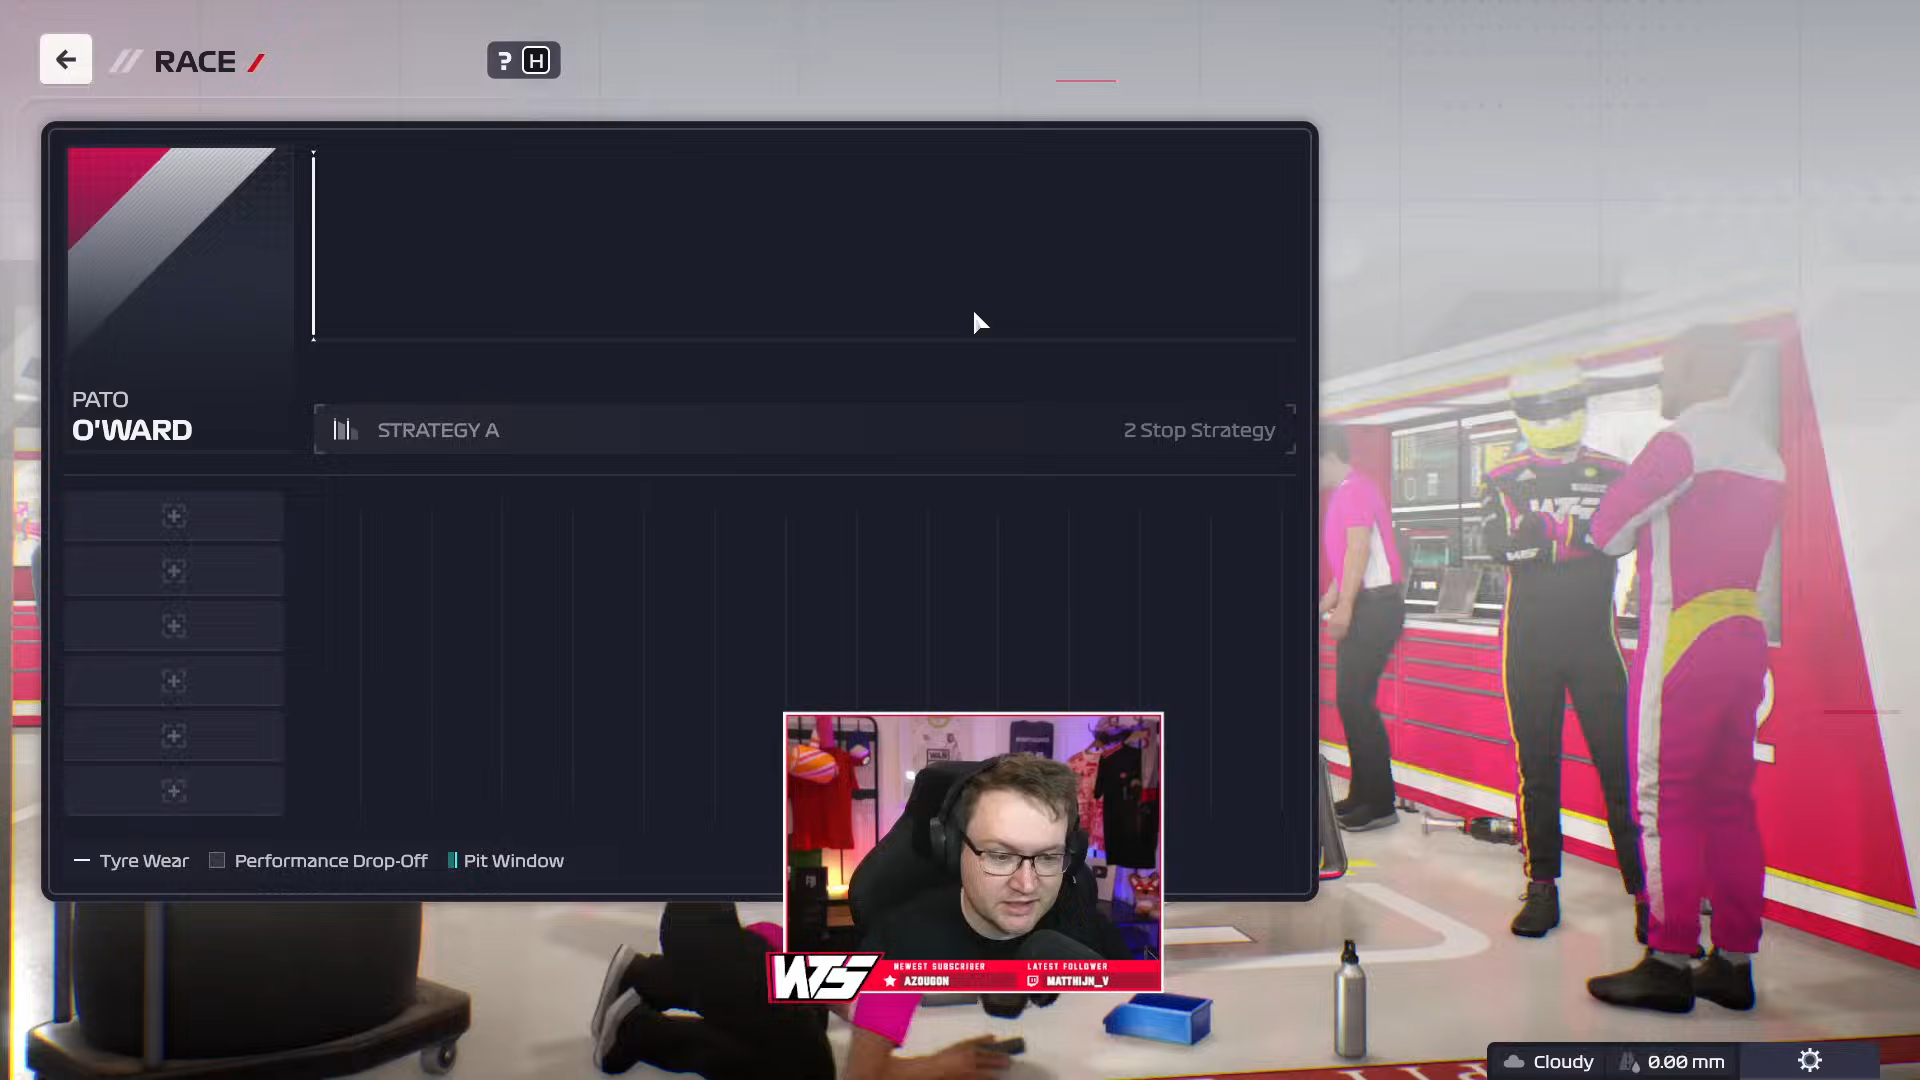 RACE
? H
PATO
O'WARD
STRATEGY A
2 Stop Strategy
Tyre Wear
Performance Drop-Off
Pit Window
WTS
NEWEST SUBSCRIBER
AZOUGON
LATEST FOLLOWER
MATTHIJN_V
Cloudy
0.00 mm